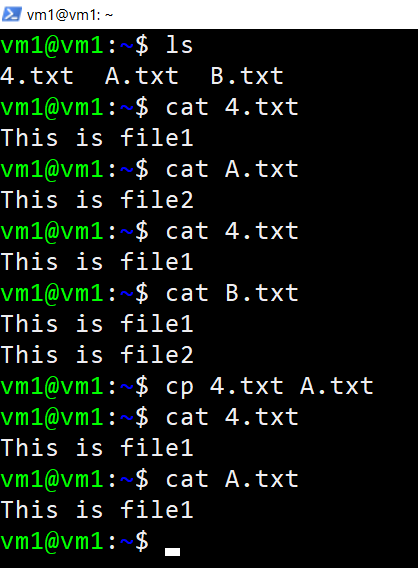 vm1@vm1: ~
vm1@vm1:~$ ls
4.txt  A.txt  B.txt
vm1@vm1:~$ cat 4.txt
This is file1
vm1@vm1:~$ cat A.txt
This is file2
vm1@vm1:~$ cat 4.txt
This is file1
vm1@vm1:~$ cat B.txt
This is file1
This is file2
vm1@vm1:~$ cp 4.txt A.txt
vm1@vm1:~$ cat 4.txt
This is file1
vm1@vm1:~$ cat A.txt
This is file1
vm1@vm1:~$